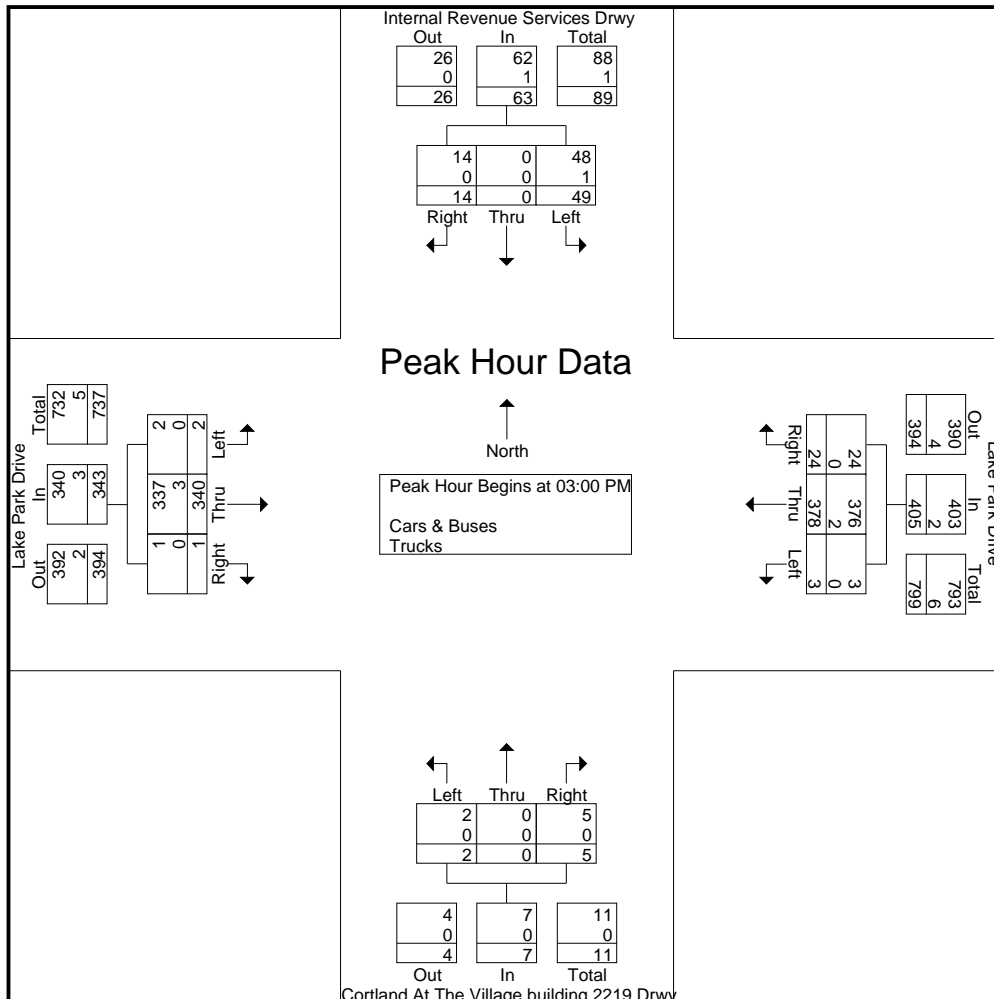 Internal Revenue Services Drwy
Out In Total
26 62 88
0 1 1
26 63 89
14 0 48
0 0 1
14 0 49
Right Thru Left
Peak Hour Data
North
Peak Hour Begins at 03:00 PM
Cars & Buses
Trucks
Lake Park Drive
Out In Total
392 340 732
2 3 5
394 343 737
Right Thru Left
1 337 2
0 3 0
1 340 2
Lake Park Drive
Out In Total
390 403 793
4 2 6
394 405 799
Right Thru Left
24 376 3
0 2 0
24 378 3
Left Thru Right
2 0 5
0 0 0
2 0 5
4 7 11
0 0 0
4 7 11
Out In Total
Cortland At The Village building 2219 Drwy